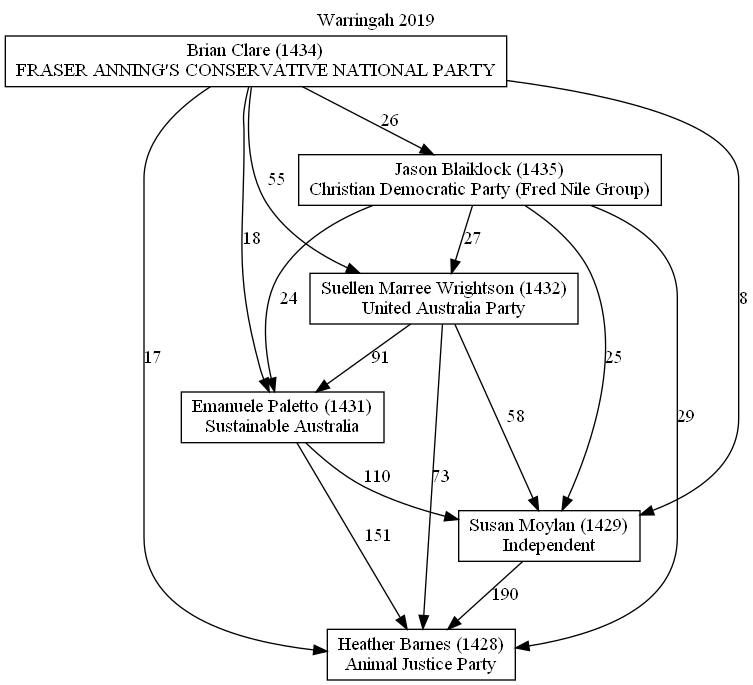 Warringah 2019
Brian Clare (1434)
FRASER ANNING'S CONSERVATIVE NATIONAL PARTY
26
Jason Blaiklock (1435)
Christian Democratic Party (Fred Nile Group)
55
18
27
Suellen Marree Wrightson (1432)
United Australia Party
24
8
17
91
25
Emanuele Paletto (1431)
Sustainable Australia
58
29
110
73
Susan Moylan (1429)
Independent
151
190
Heather Barnes (1428)
Animal Justice Party